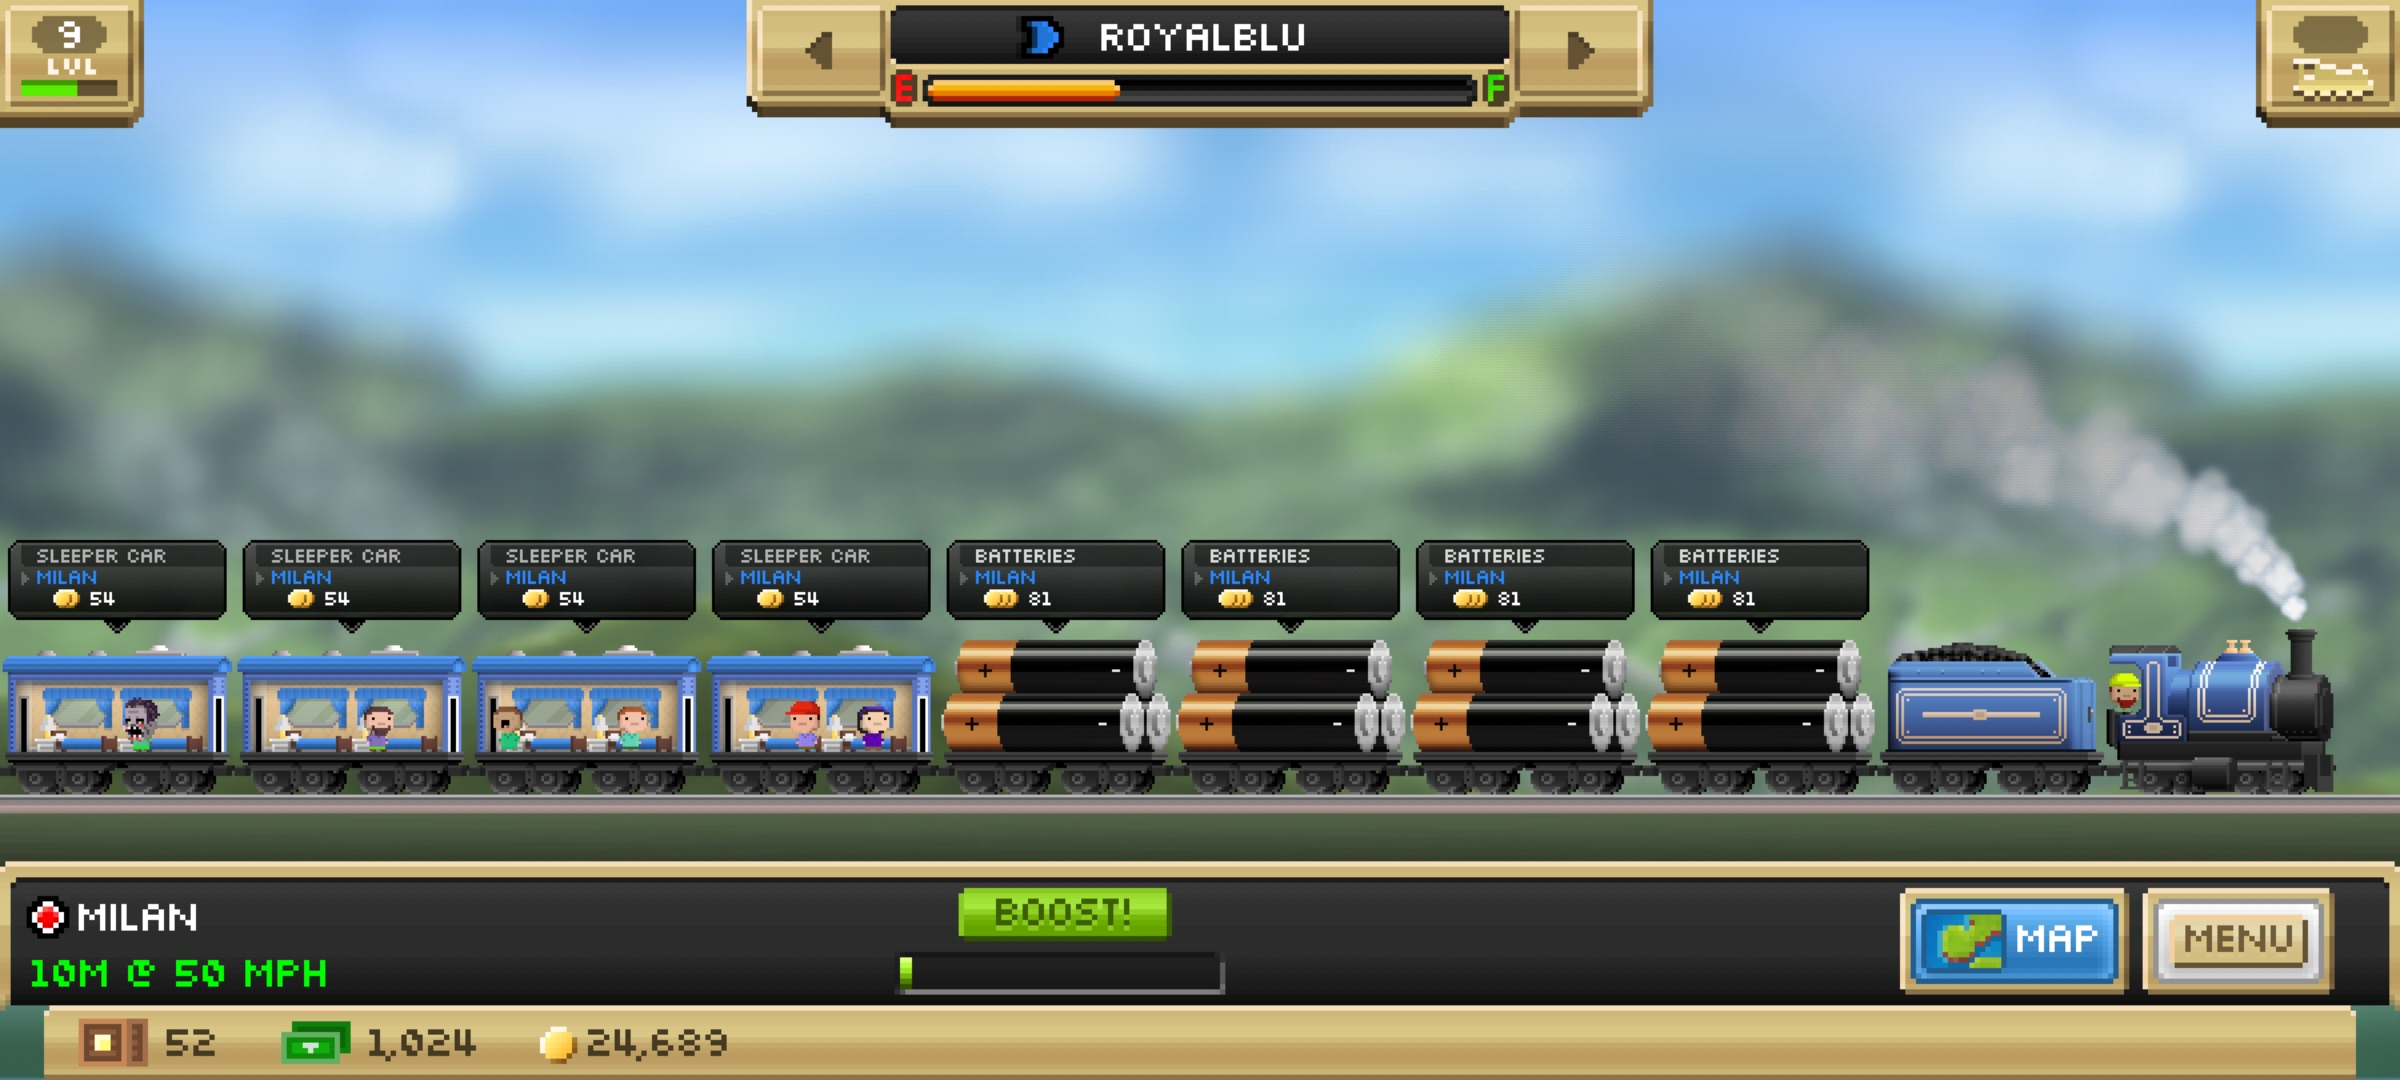 9
LVL
ROYALBLU
E F
SLEEPER CAR
MILAN
54
SLEEPER CAR
MILAN
54
SLEEPER CAR
MILAN
54
SLEEPER CAR
MILAN
54
BATTERIES
MILAN
81
BATTERIES
MILAN
81
BATTERIES
MILAN
81
BATTERIES
MILAN
81
+ -
+ -
+ -
+ -
+ -
+ -
+ -
+ -
MILAN
10M @ 50 MPH
BOOST!
MAP
MENU
52 1,024 24,689